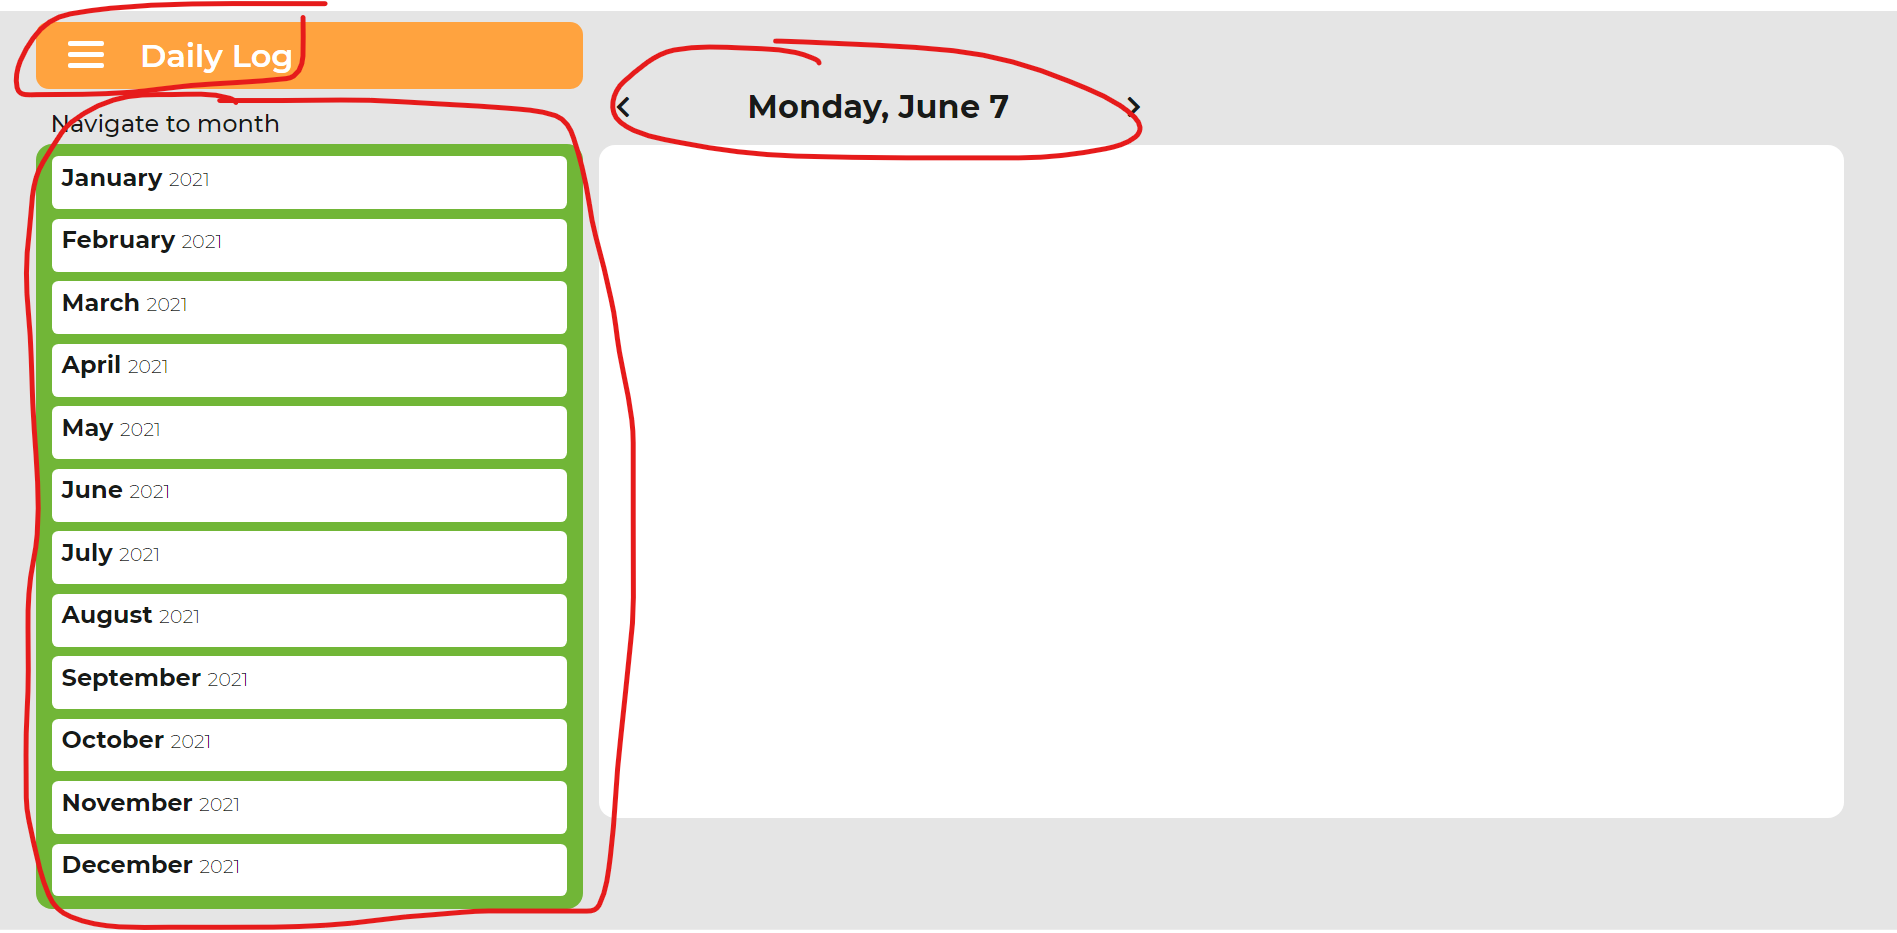 Daily Log
Navigate to month
January 2021
February 2021
March 2021
April 2021
May 2021
June 2021
July 2021
August 2021
September 2021
October 2021
November 2021
December 2021
Monday, June 7